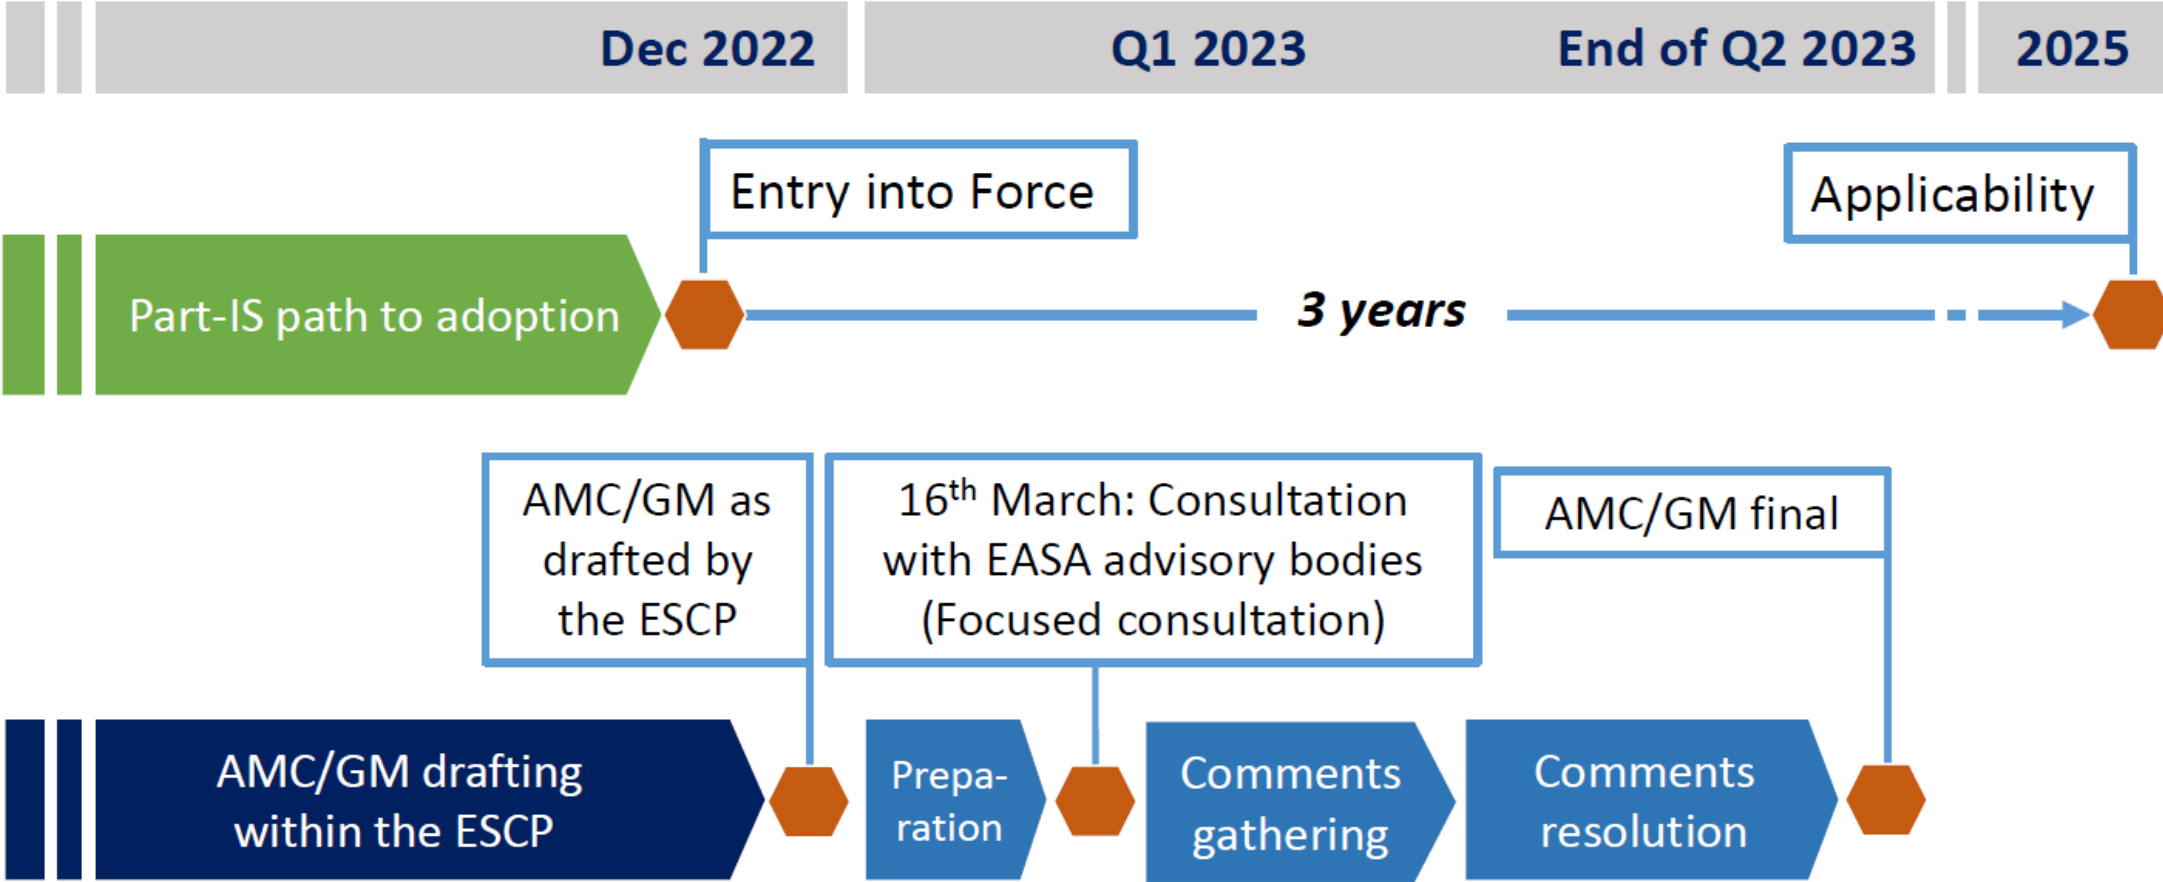 Dec 2022
Q1 2023
End of Q2 2023
2025
Entry into Force
Applicability
Part-IS path to adoption
3 years
AMC/GM as
drafted by
the ESCP
16th March: Consultation
with EASA advisory bodies
(Focused consultation)
AMC/GM final
AMC/GM drafting
within the ESCP
Prepa-
ration
Comments
gathering
Comments
resolution